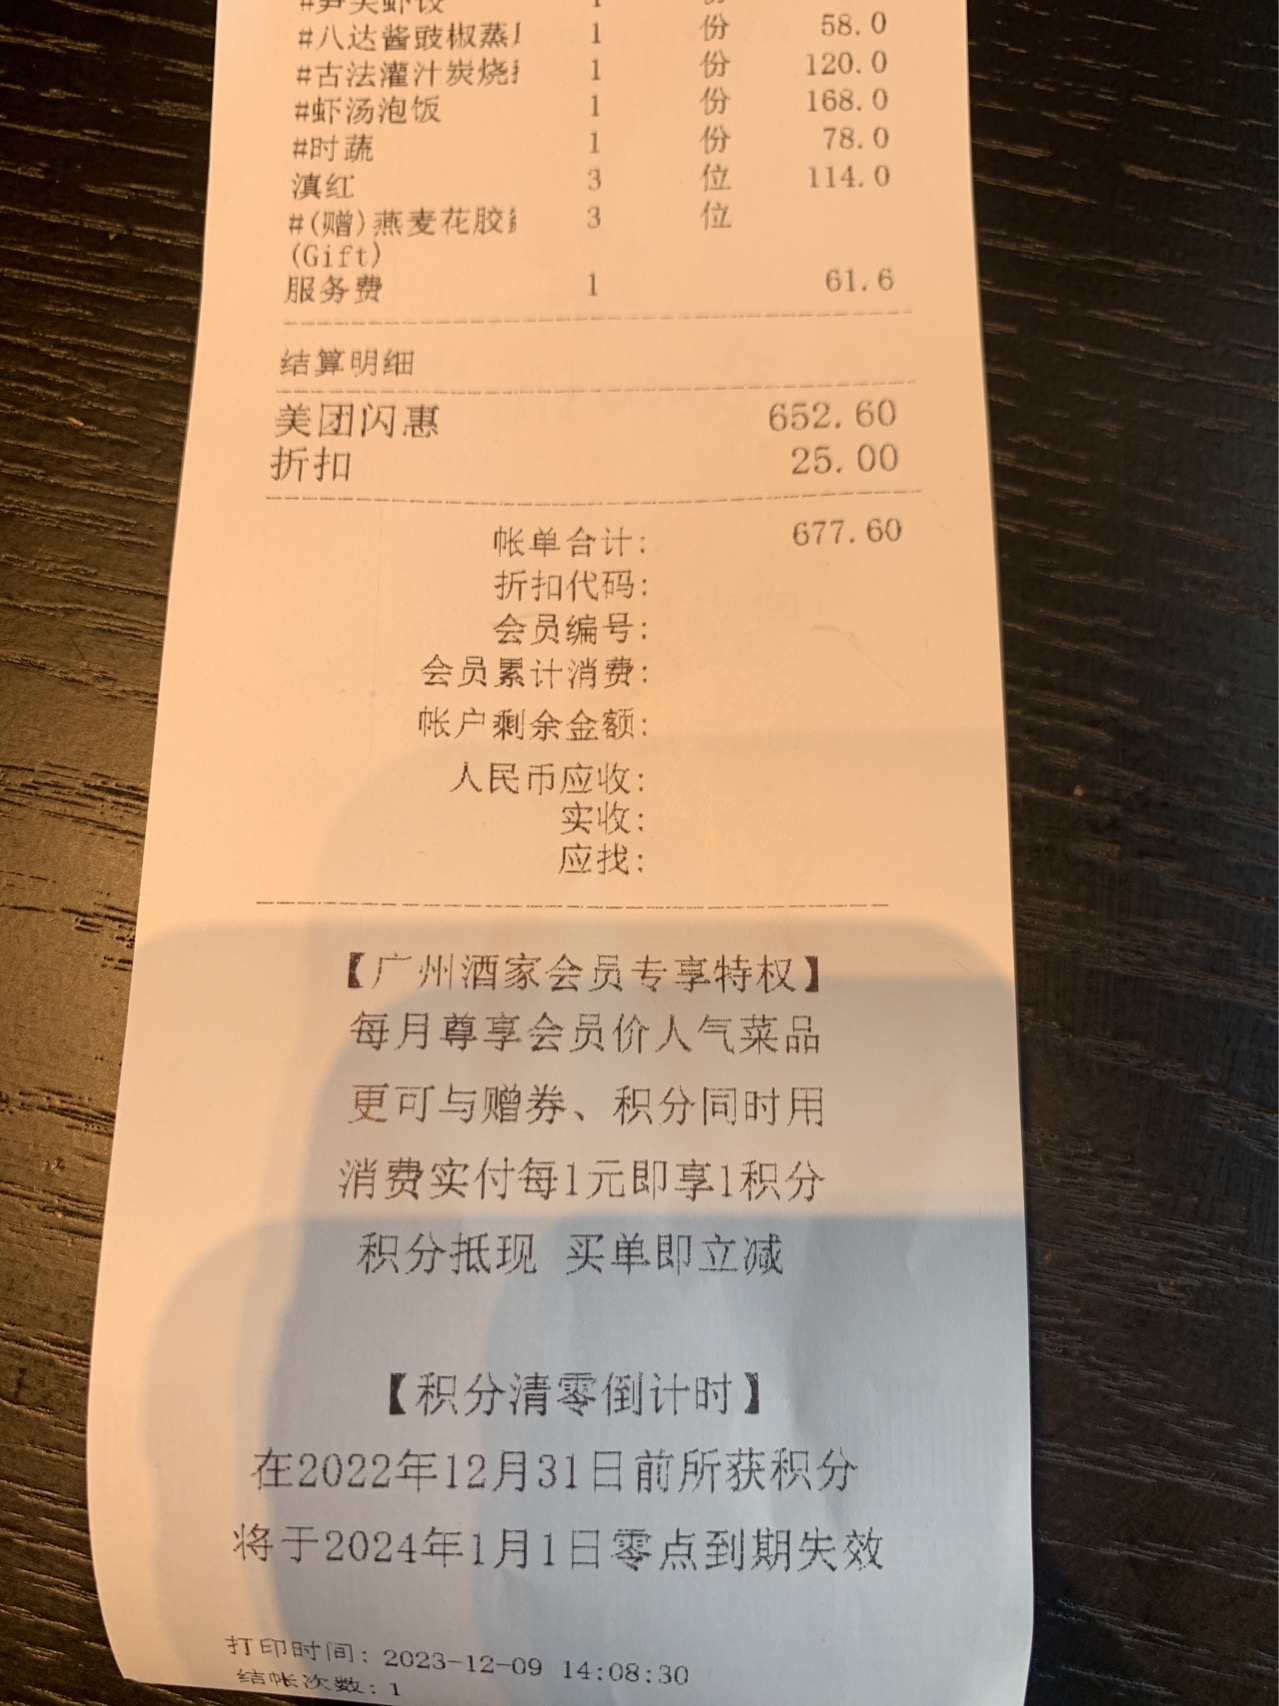 #笋尖虾饺 1 份
#八达酱豉椒蒸 1 份 58.0
#古法灌汁炭烧 1 份 120.0
#虾汤泡饭 1 份 168.0
#时蔬 1 份 78.0
滇红 3 位 114.0
#(赠)燕麦花胶 3 位
(Gift)
服务费 1 61.6
结算明细
美团闪惠 652.60
折扣 25.00
帐单合计: 677.60
折扣代码:
会员编号:
会员累计消费:
帐户剩余金额:
人民币应收:
实收:
应找:
【广州酒家会员专享特权】
每月尊享会员价人气菜品
更可与赠券、积分同时用
消费实付每1元即享1积分
积分抵现 买单即立减
【积分清零倒计时】
在2022年12月31日前所获积分
将于2024年1月1日零点到期失效
打印时间: 2023-12-09 14:08:30
结帐次数: 1